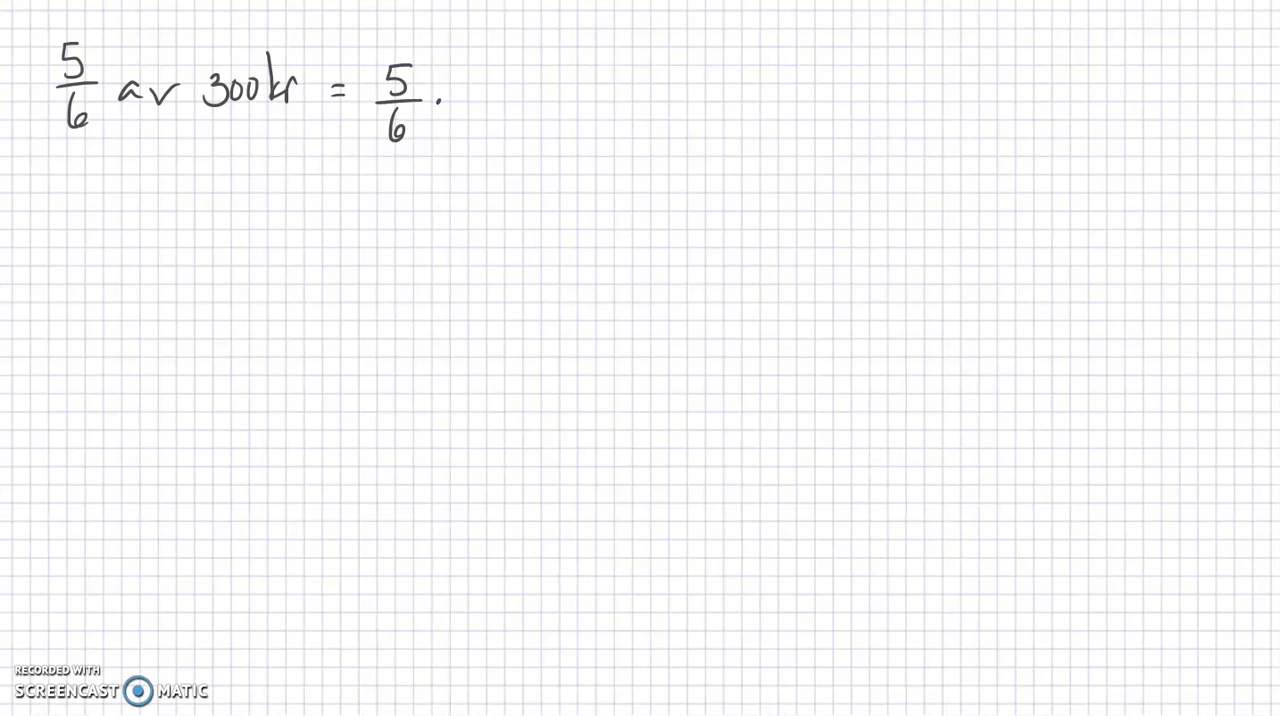 5/6 av 300kr = 5/6 ·
RECORDED WITH
SCREENCAST MATIC